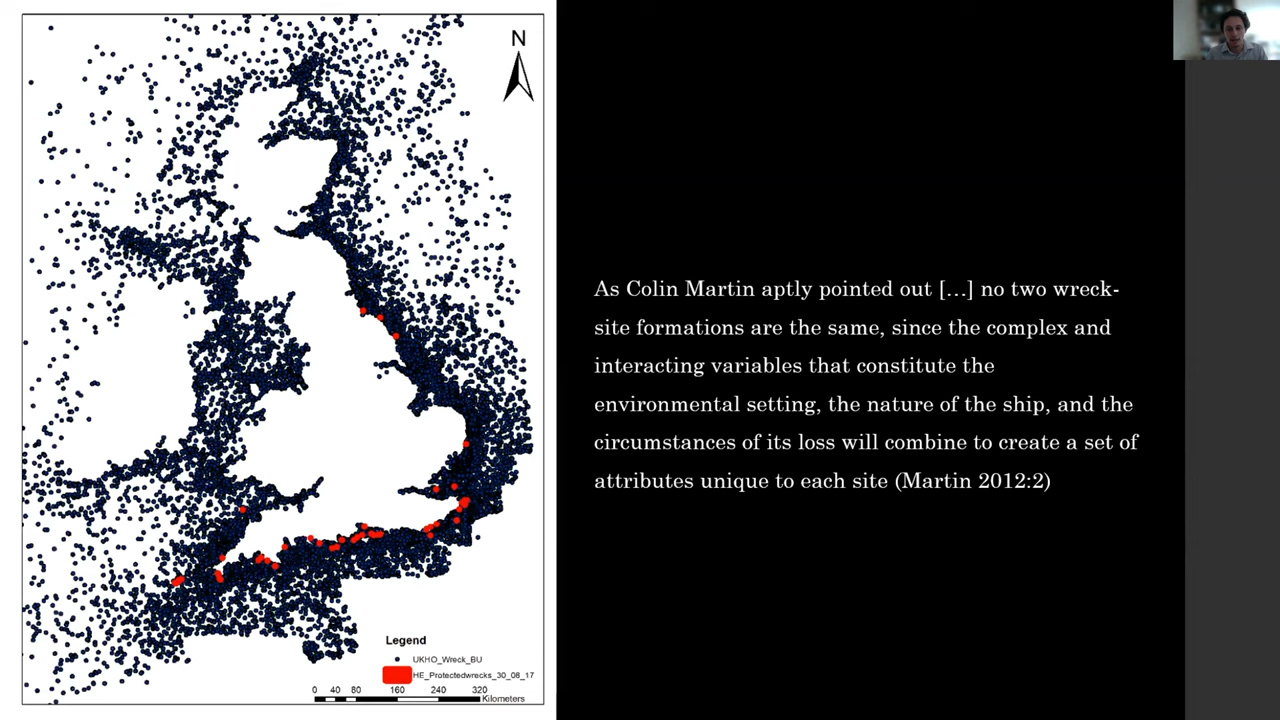 N
Legend
UKHO_Wreck_BU
HE_Protectedwrecks_30_08_17
0 40 80 160 240 320
Kilometers
As Colin Martin aptly pointed out […] no two wreck-
site formations are the same, since the complex and
interacting variables that constitute the
environmental setting, the nature of the ship, and the
circumstances of its loss will combine to create a set of
attributes unique to each site (Martin 2012:2)